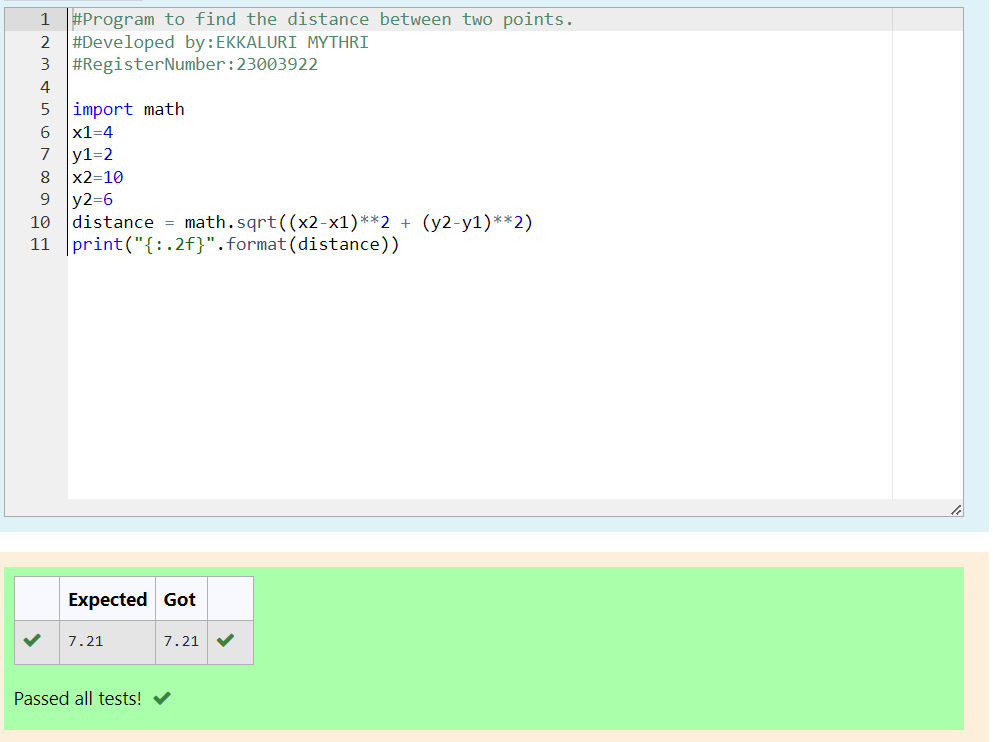 1 #Program to find the distance between two points.
2 #Developed by:EKKALURI MYTHRI
3 #RegisterNumber:23003922
4
5 import math
6 x1=4
7 y1=2
8 x2=10
9 y2=6
10 distance = math.sqrt((x2-x1)**2 + (y2-y1)**2)
11 print("{:.2f}".format(distance))
Expected Got
7.21 7.21
Passed all tests!